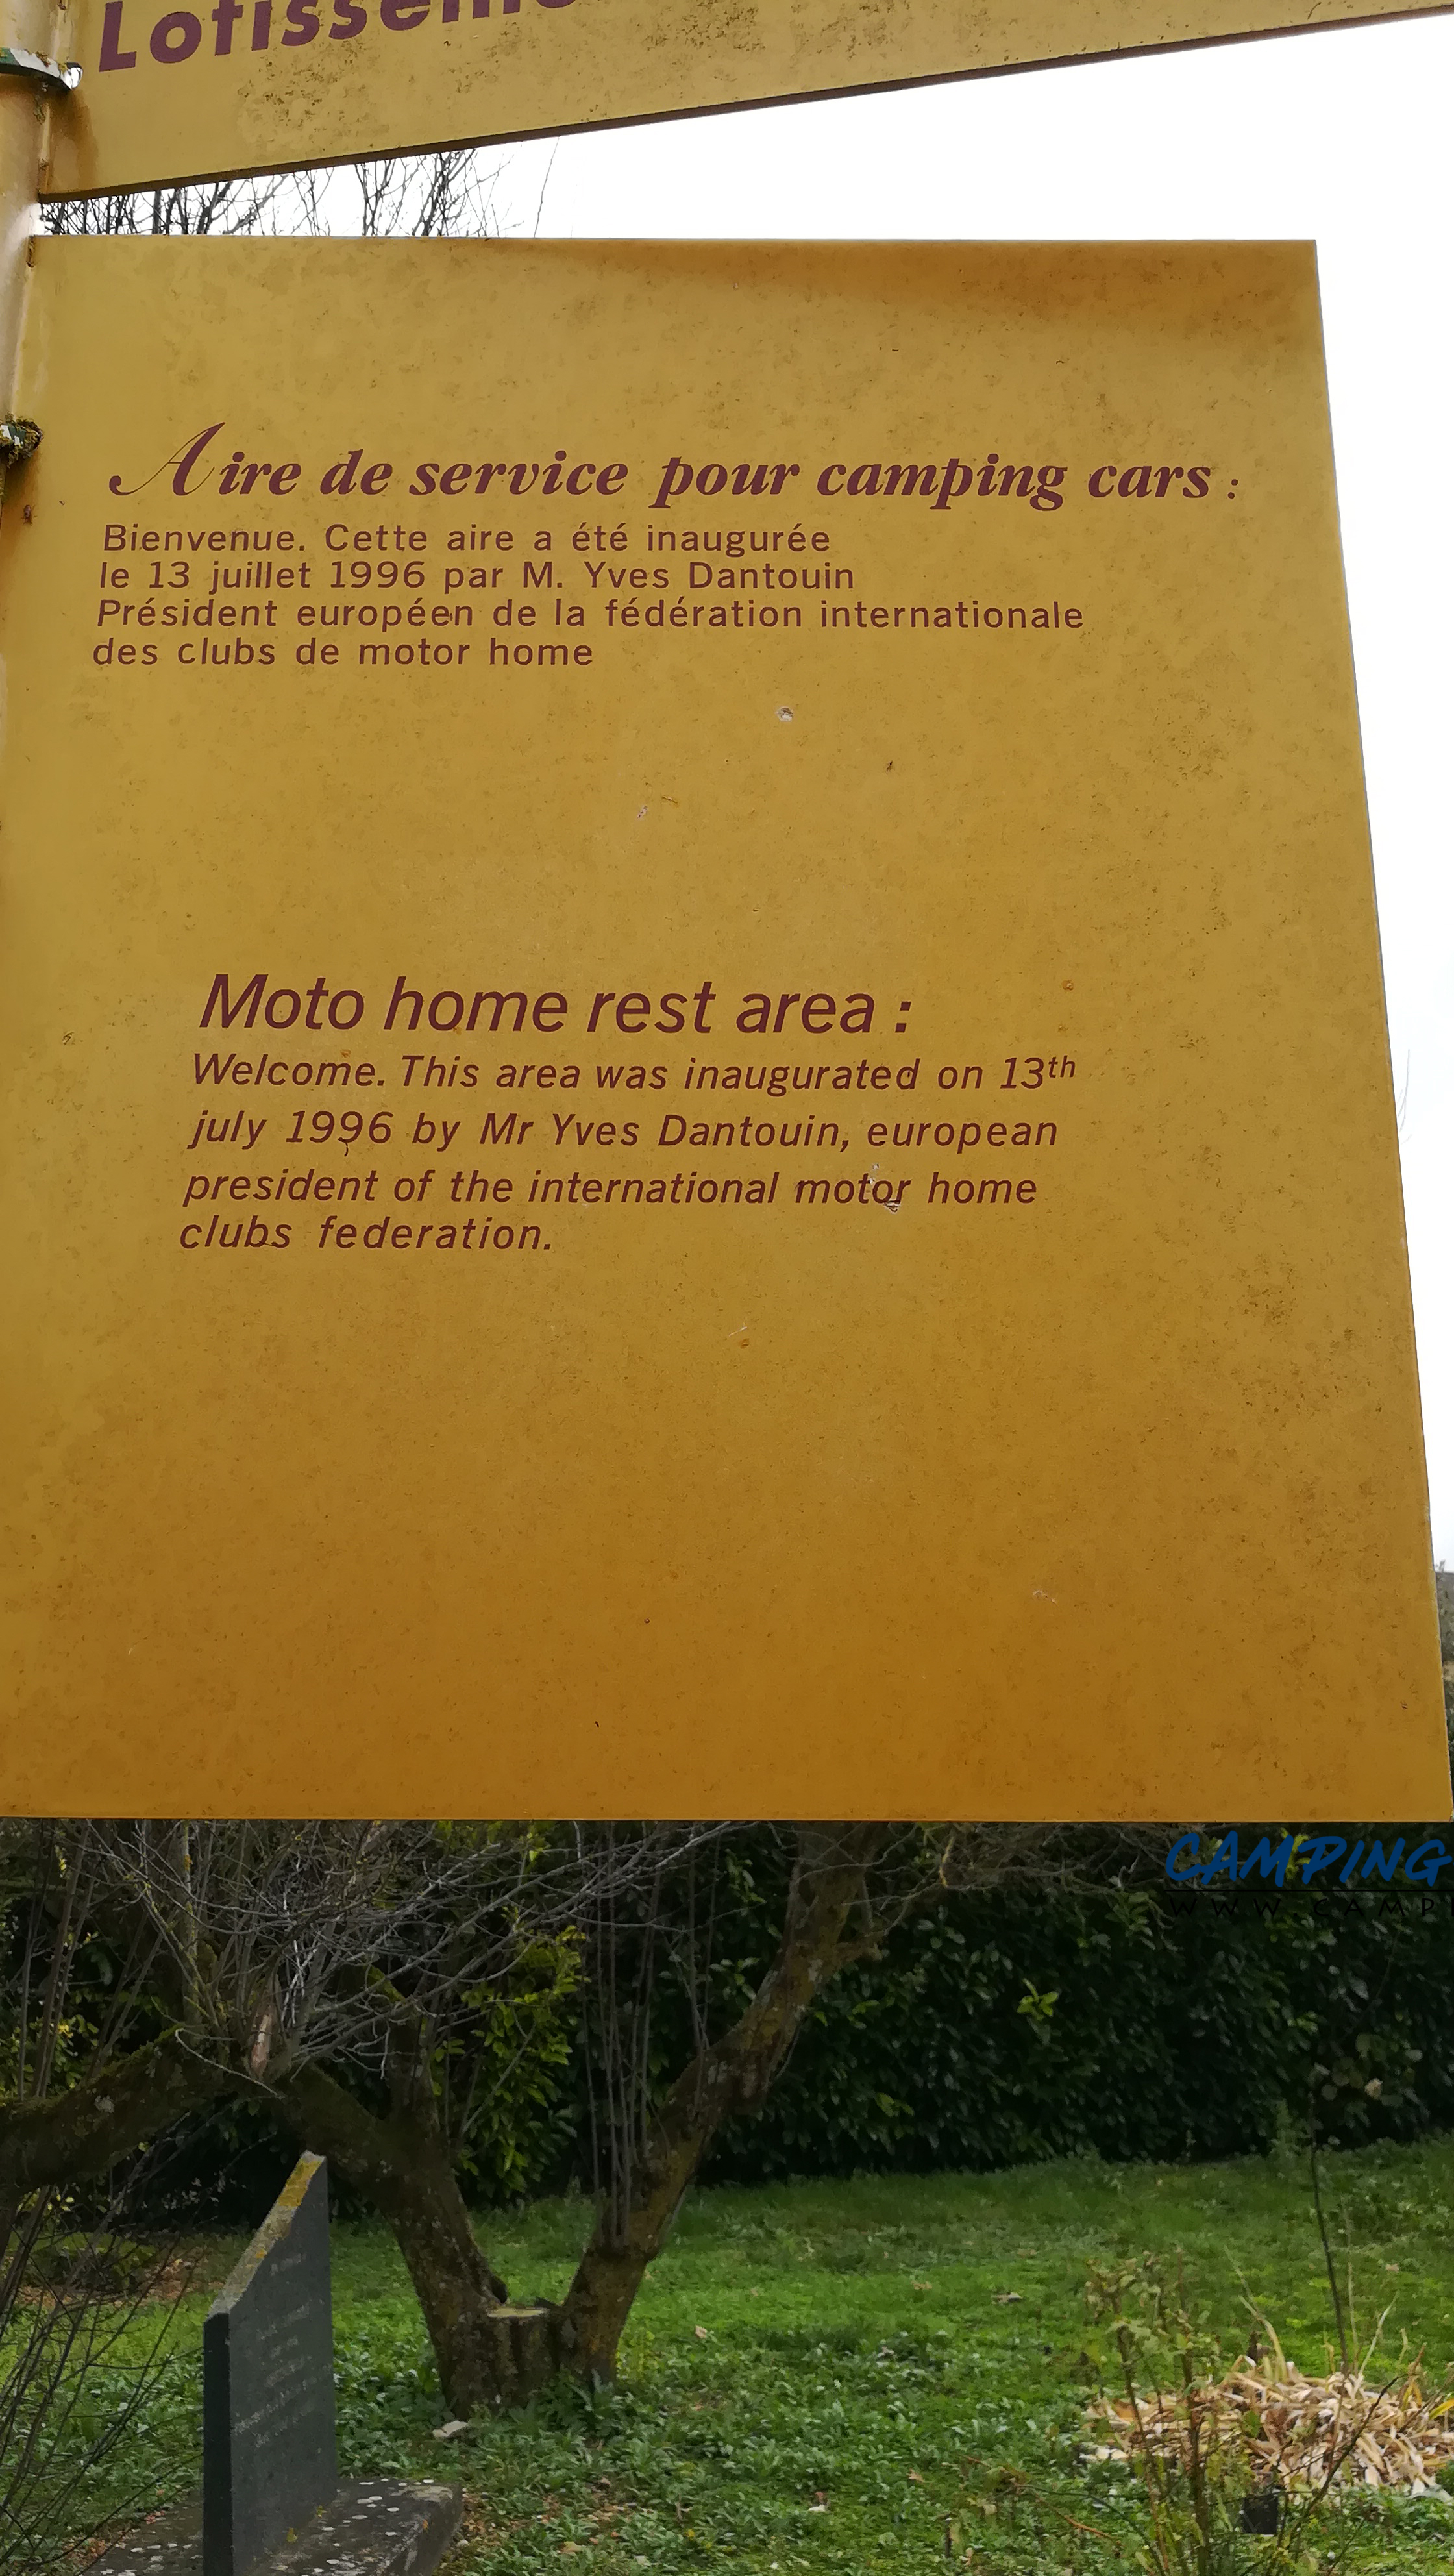 Aire de service pour camping cars :
Bienvenue. Cette aire a été inaugurée
le 13 juillet 1996 par M. Yves Dantouin
Président européen de la fédération internationale
des clubs de motor home
Moto home rest area :
Welcome. This area was inaugurated on 13th
july 1996 by Mr Yves Dantouin, european
president of the international motor home
clubs federation.
CAMPING
WWW.CAMP